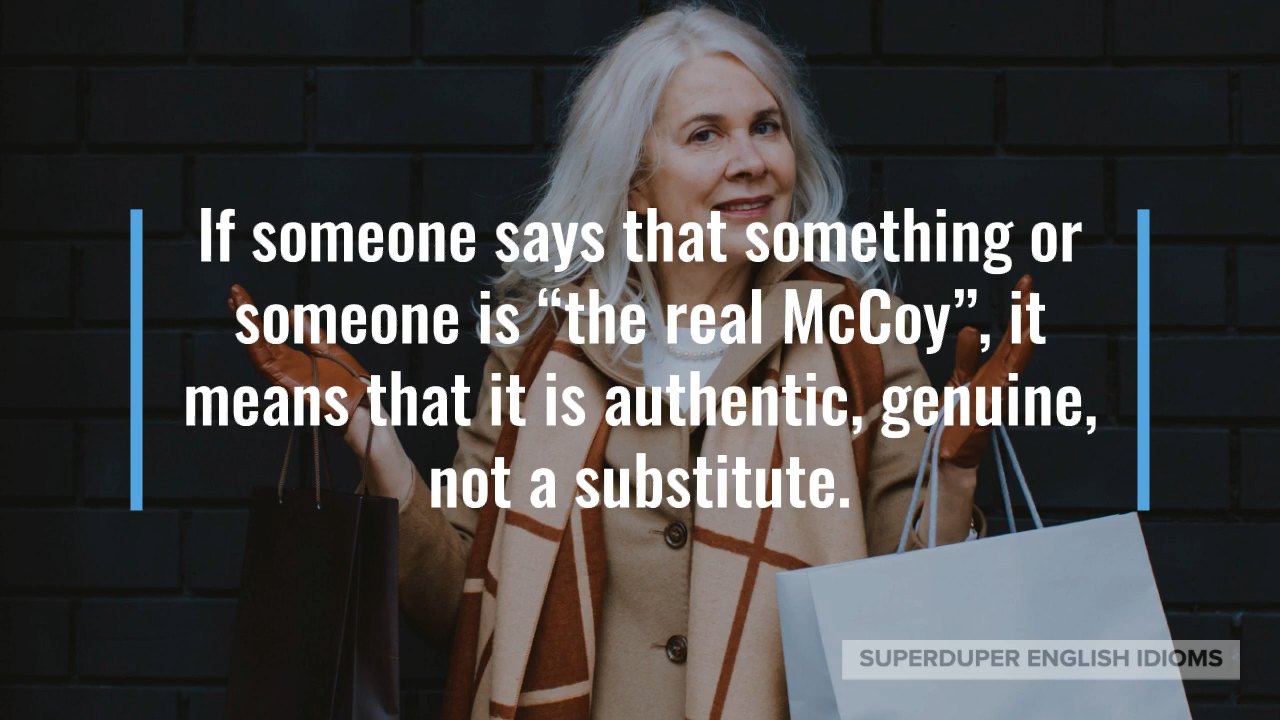 If someone says that something or
someone is “the real McCoy”, it
means that it is authentic, genuine,
not a substitute.
SUPERDUPER ENGLISH IDIOMS